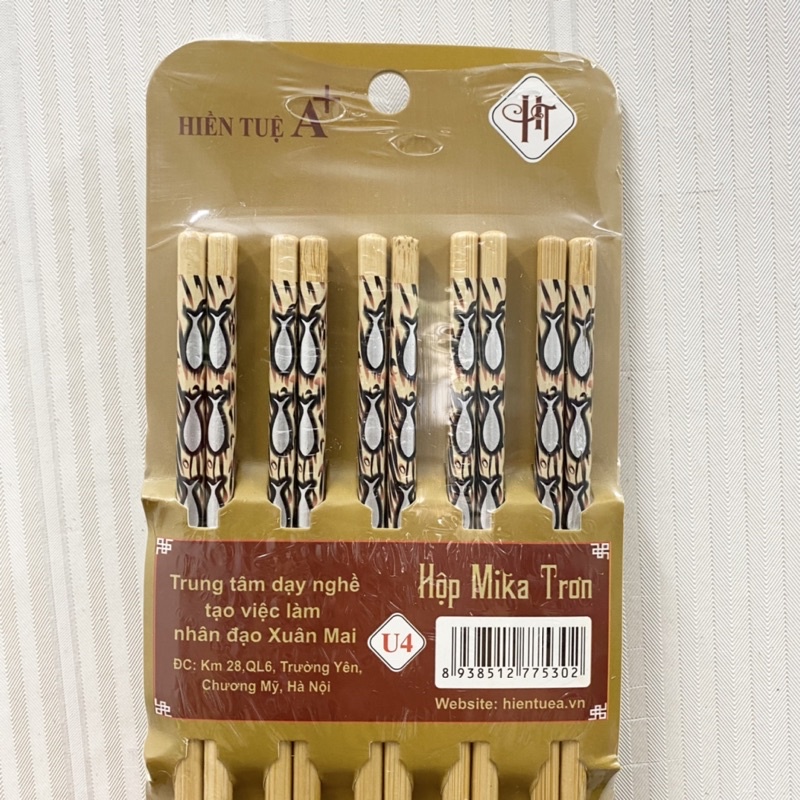 HIỀN TUỆ A+
HT
Trung tâm dạy nghề
tạo việc làm
nhân đạo Xuân Mai
ĐC: Km 28,QL6, Trường Yên,
Chương Mỹ, Hà Nội
U4
Hộp Mika Trơn
8 938512 775302
Website: hientuea.vn